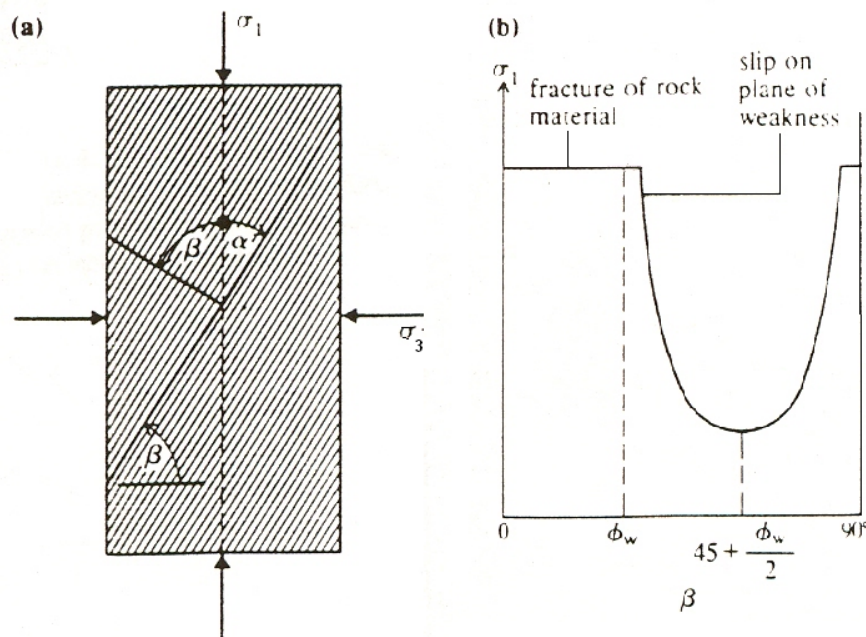 (a)
σ₁
β
α
σ₃
β
(b)
σ₁
fracture of rock
material
slip on
plane of
weakness
0
ϕw
45 + ϕw/2
90°
β